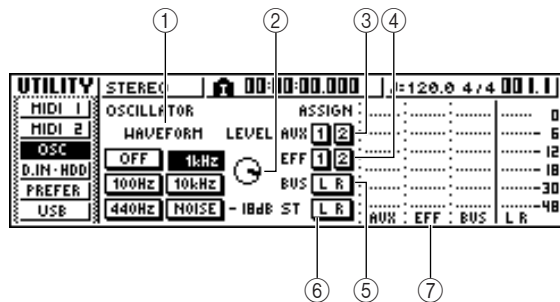 ① ② ③ ④
UTILITY STEREO I 00:00:00.000 ♩=120.0 4/4 001.1
MIDI 1 OSCILLATOR ASSIGN 0
MIDI 2 WAVEFORM LEVEL AUX 1 2 - 6
OSC OFF 1kHz EFF 1 2 -12
D.IN·HDD -18
PREFER 100Hz 10kHz BUS L R -30
USB 440Hz NOISE -18dB ST L R AUX EFF BUS L R -48
⑥ ⑤ ⑦